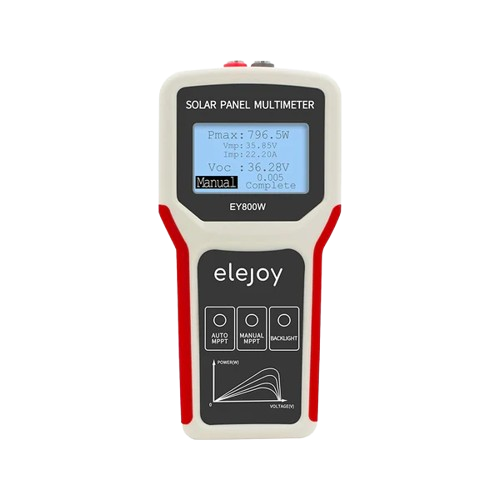 SOLAR PANEL MULTIMETER
Pmax: 796.5W
Vmp: 35.85V
Imp: 22.20A
Voc : 36.28V
Manual 0.005
Complete
EY800W
elejoy
AUTO MPPT
MANUAL MPPT
BACKLIGHT
POWER(W)
0
VOLTAGE(V)